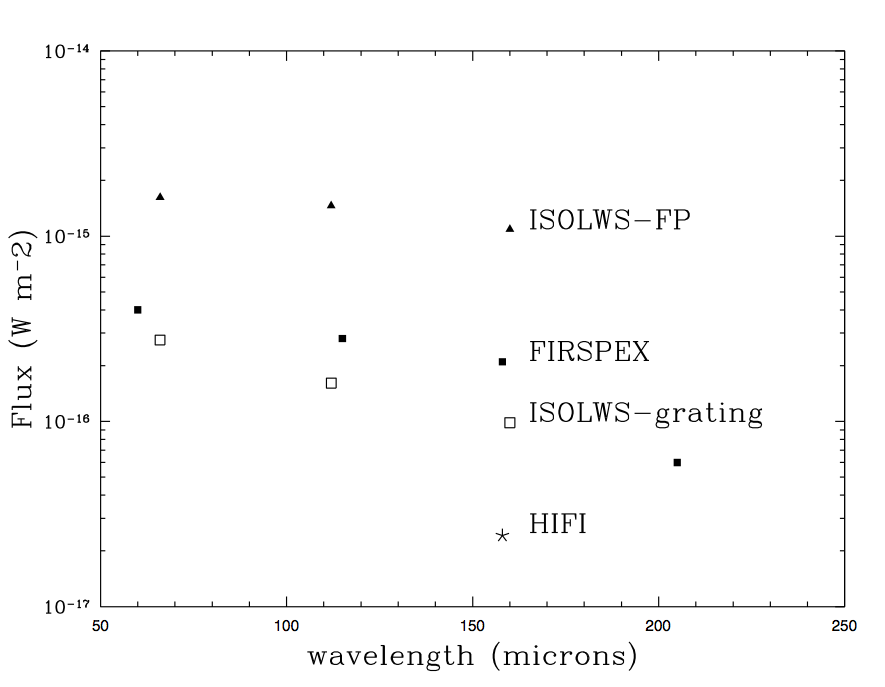 10⁻¹⁴
10⁻¹⁵
10⁻¹⁶
10⁻¹⁷
Flux (W m−2)
ISOLWS−FP
FIRSPEX
ISOLWS−grating
HIFI
50 100 150 200 250
wavelength (microns)